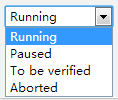 Running
Running
Paused
To be verified
Aborted